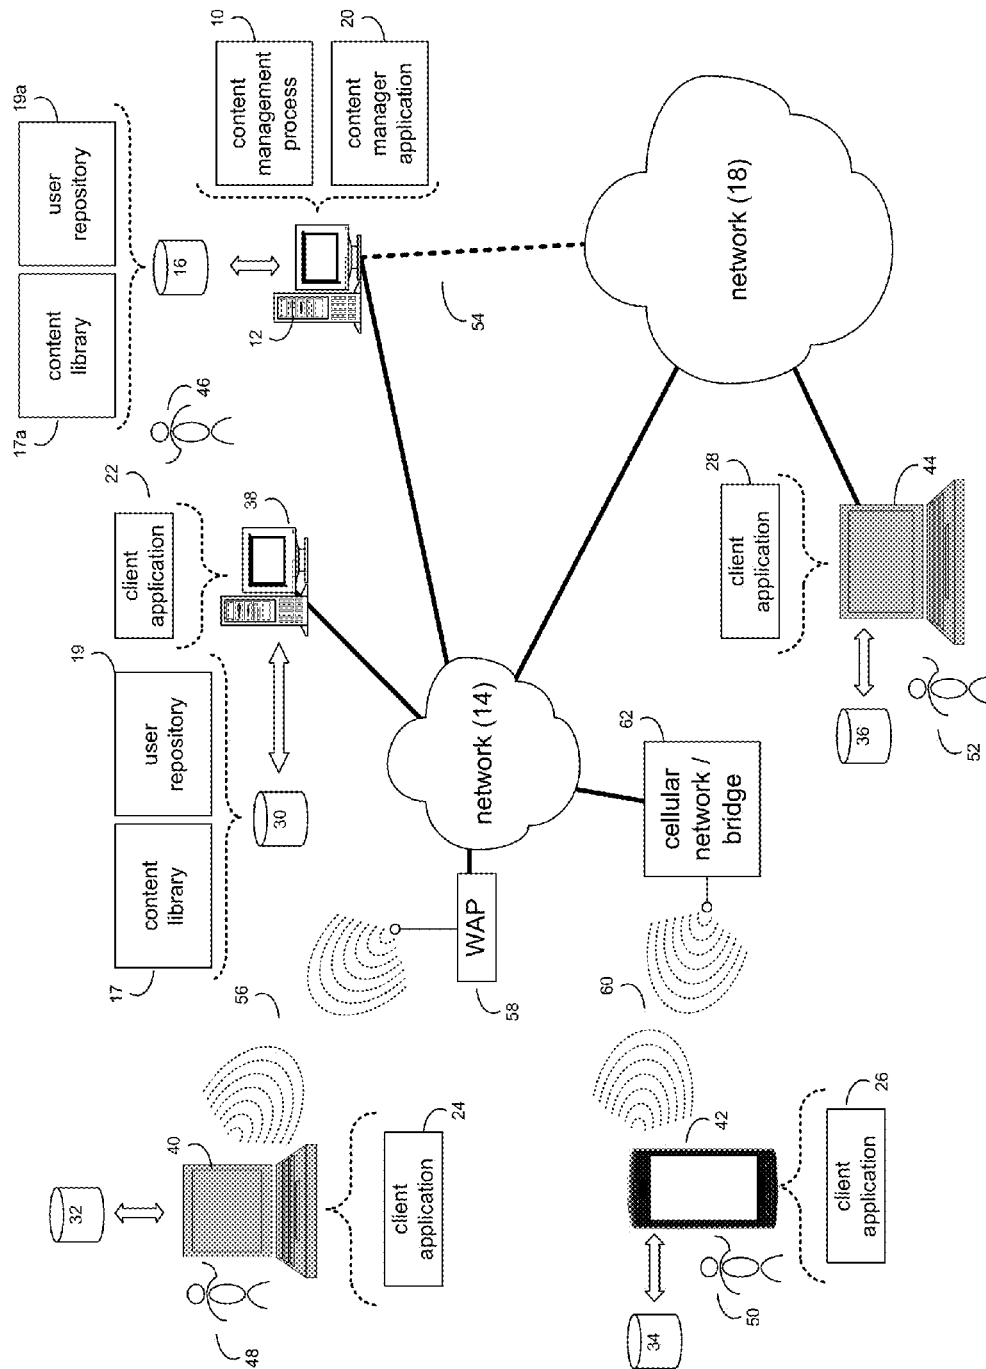 32
40
48
client
application
24
56
17
content
library
user
repository
19
30
client
application
22
38
46
17a
content
library
user
repository
19a
16
12
content
management
process
10
content
manager
application
20
54
WAP
58
network (14)
network (18)
34
50
42
client
application
26
60
cellular
network /
bridge
62
36
52
client
application
28
44